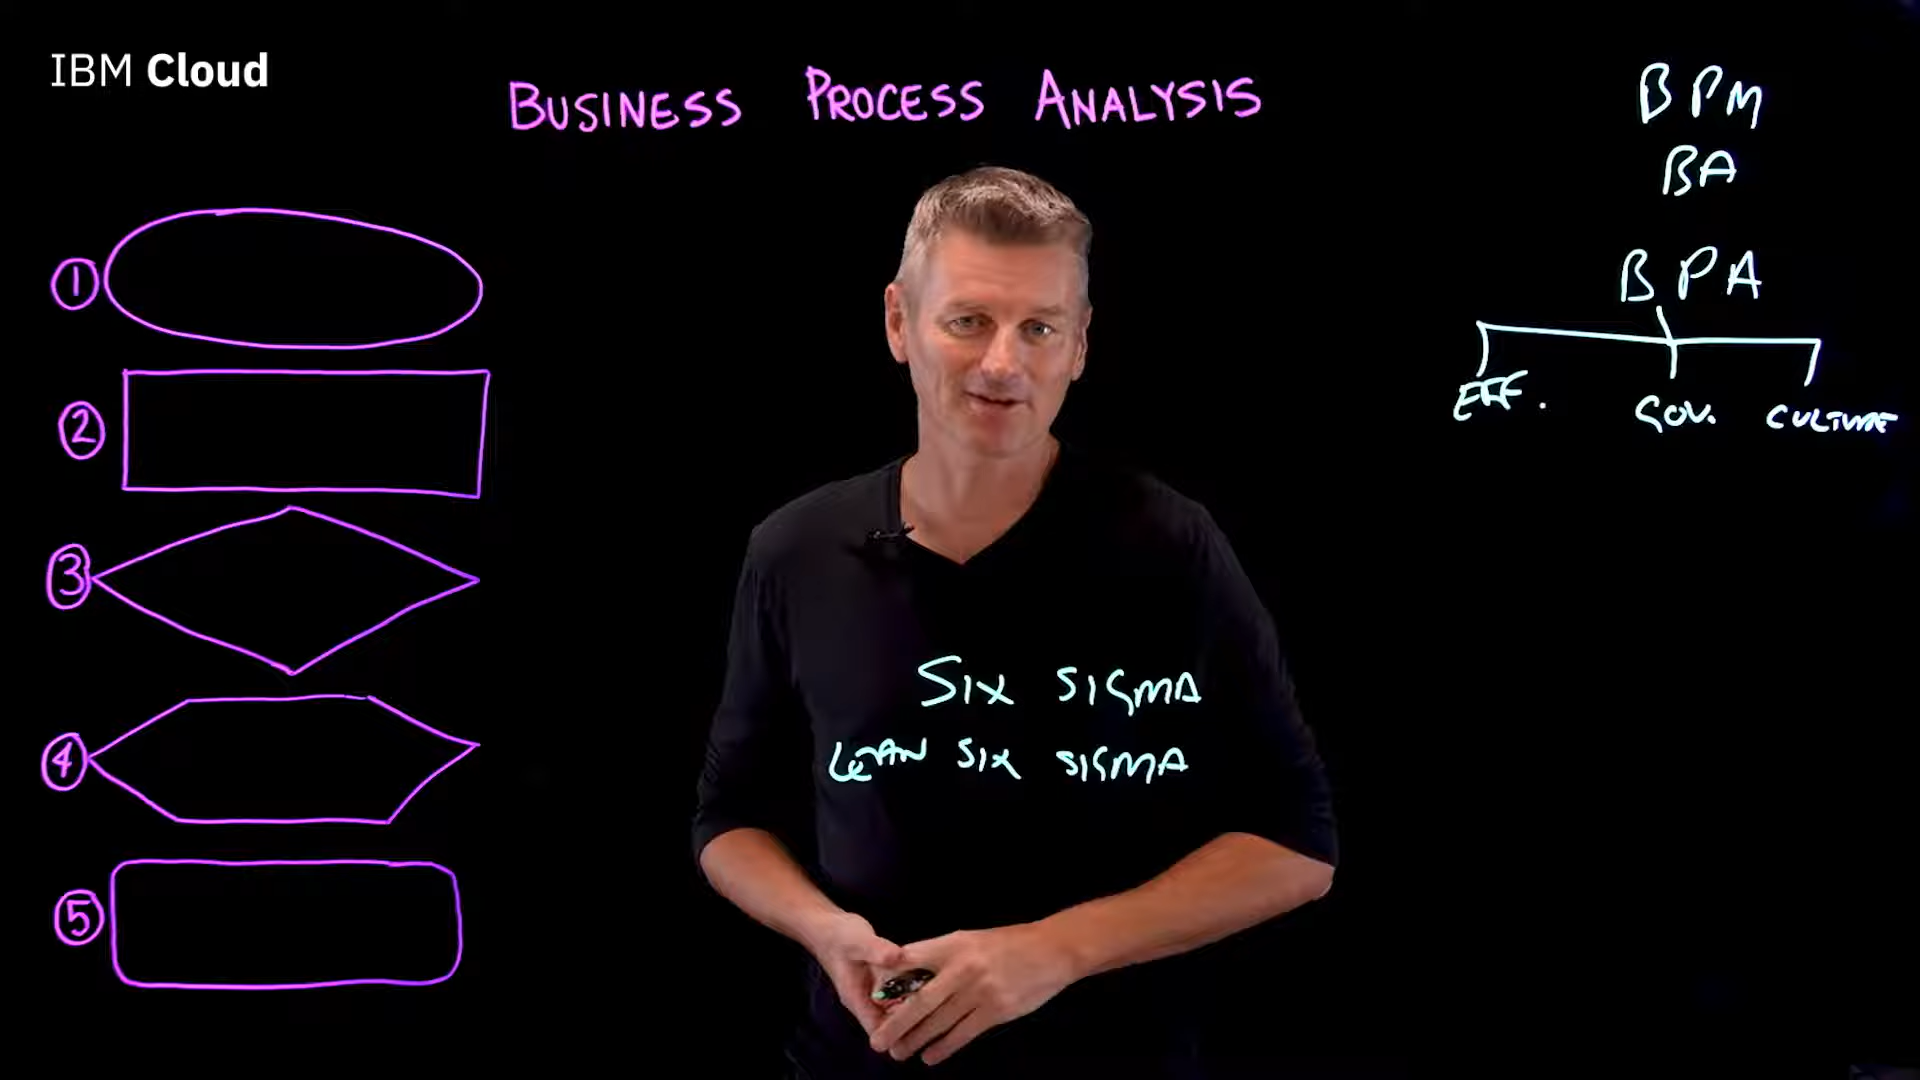 IBM Cloud
BUSINESS PROCESS ANALYSIS
BPM
BA
BPA
EFF. GOV. CULTURE
1
2
3
4
5
SIX SIGMA
LEAN SIX SIGMA